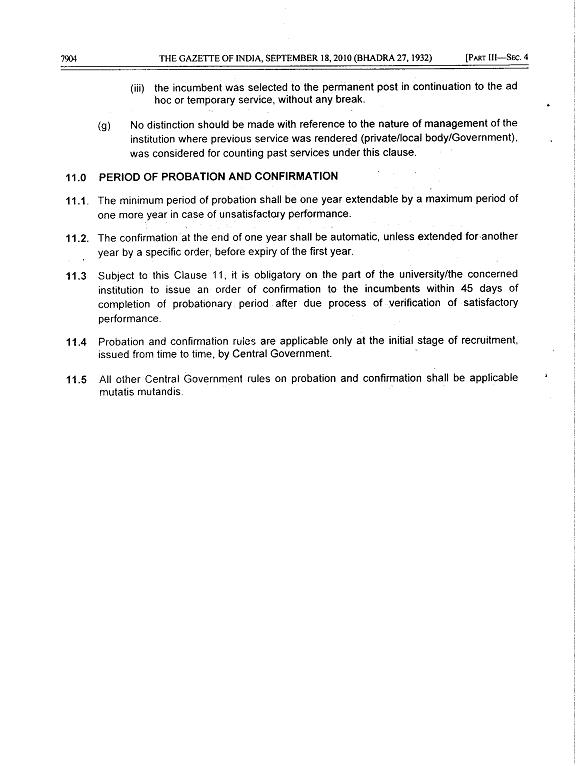 7904 THE GAZETTE OF INDIA, SEPTEMBER 18, 2010 (BHADRA 27, 1932) [PART III—SEC. 4
(iii) the incumbent was selected to the permanent post in continuation to the ad
hoc or temporary service, without any break.
(g) No distinction should be made with reference to the nature of management of the
institution where previous service was rendered (private/local body/Government),
was considered for counting past services under this clause.
11.0 PERIOD OF PROBATION AND CONFIRMATION
11.1. The minimum period of probation shall be one year extendable by a maximum period of
one more year in case of unsatisfactory performance.
11.2. The confirmation at the end of one year shall be automatic, unless extended for another
year by a specific order, before expiry of the first year.
11.3 Subject to this Clause 11, it is obligatory on the part of the university/the concerned
institution to issue an order of confirmation to the incumbents within 45 days of
completion of probationary period after due process of verification of satisfactory
performance.
11.4 Probation and confirmation rules are applicable only at the initial stage of recruitment,
issued from time to time, by Central Government.
11.5 All other Central Government rules on probation and confirmation shall be applicable
mutatis mutandis.